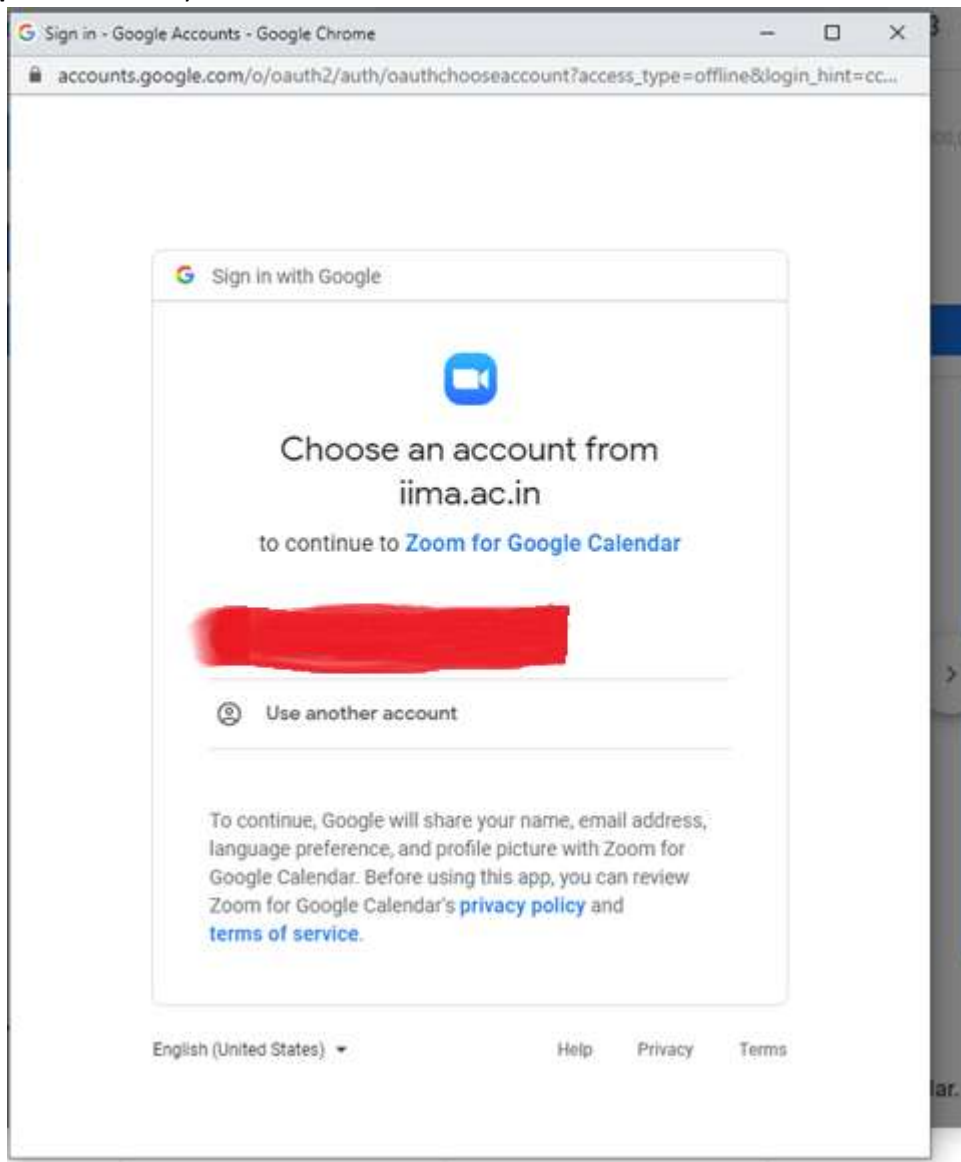 Sign in - Google Accounts - Google Chrome
accounts.google.com/o/oauth2/auth/oauthchooseaccount?access_type=offline&login_hint=cc...
Sign in with Google
Choose an account from
iima.ac.in
to continue to Zoom for Google Calendar
Use another account
To continue, Google will share your name, email address,
language preference, and profile picture with Zoom for
Google Calendar. Before using this app, you can review
Zoom for Google Calendar's privacy policy and
terms of service.
English (United States)
Help Privacy Terms
lar.